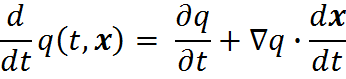 d/dt q(t, x) = ∂q/∂t + ∇q · dx/dt